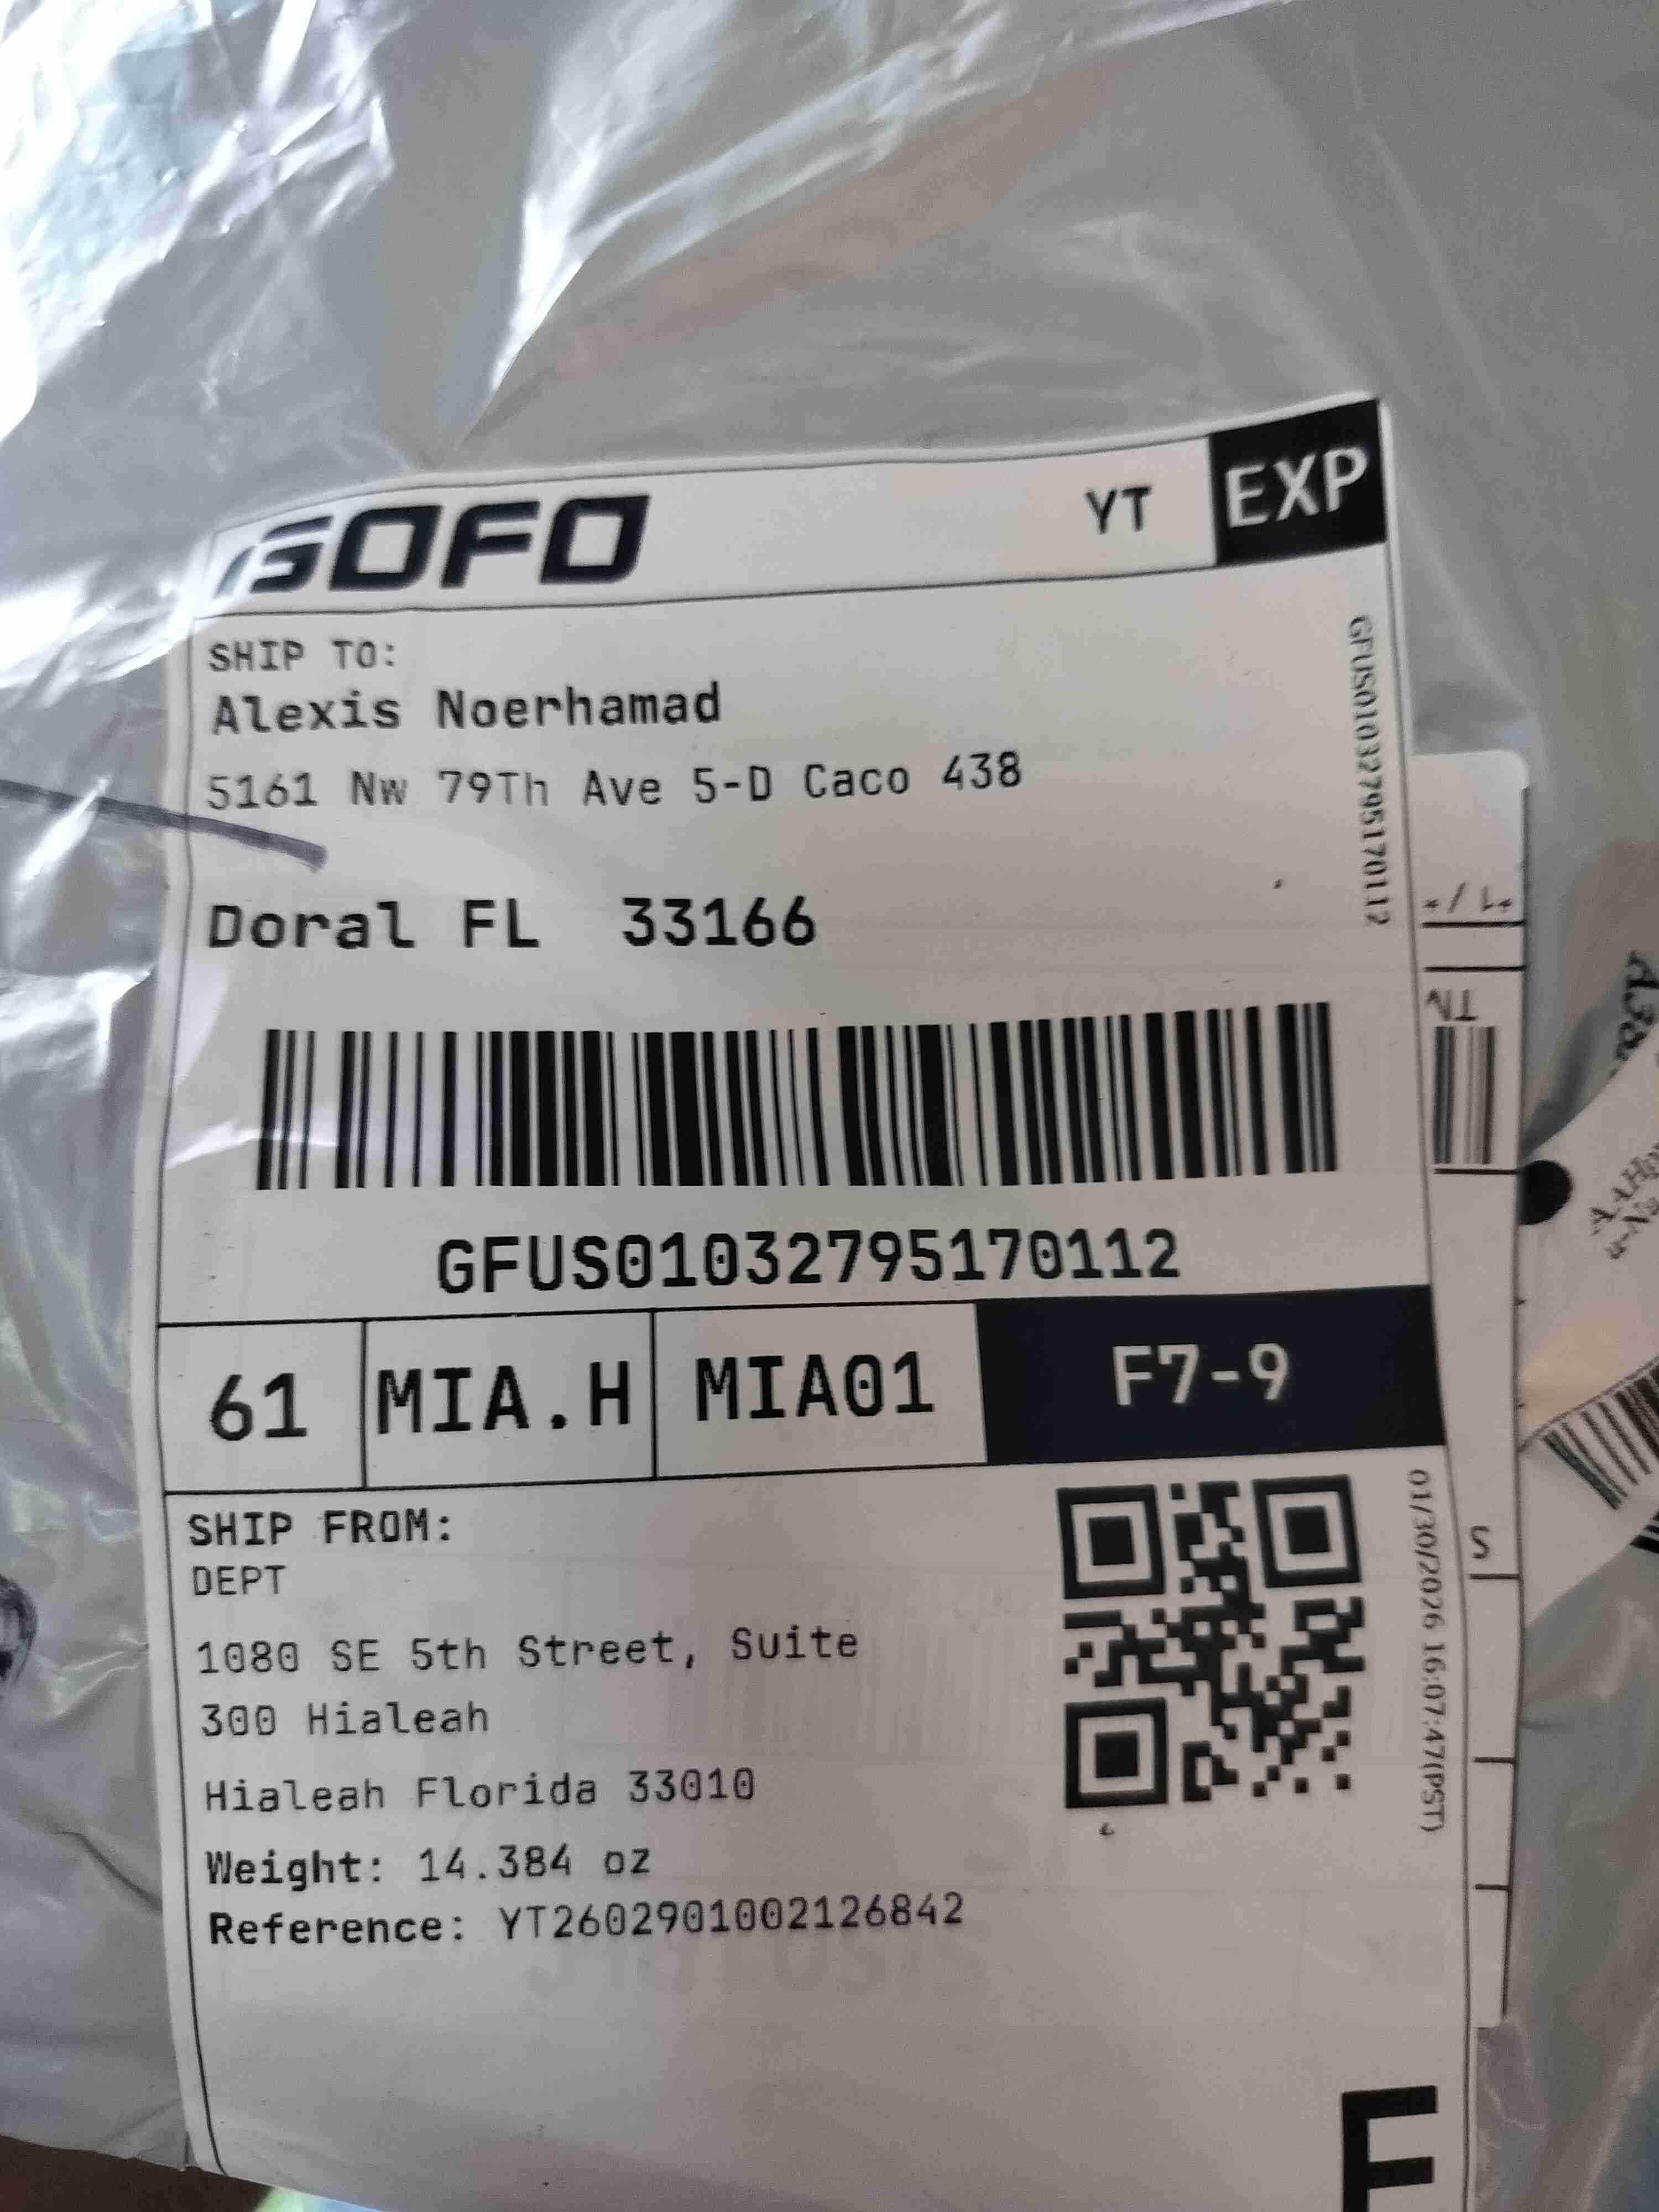 GOFO YT EXP
SHIP TO:
Alexis Noerhamad
5161 Nw 79Th Ave 5-D Caco 438
Doral FL 33166
GFUS01032795170112
GFUS01032795170112
61 MIA.H MIA01 F7-9
SHIP FROM:
DEPT
1080 SE 5th Street, Suite
300 Hialeah
Hialeah Florida 33010
Weight: 14.384 oz
Reference: YT2602901002126842
01/30/2026 16:07:47(PST)
TN
S